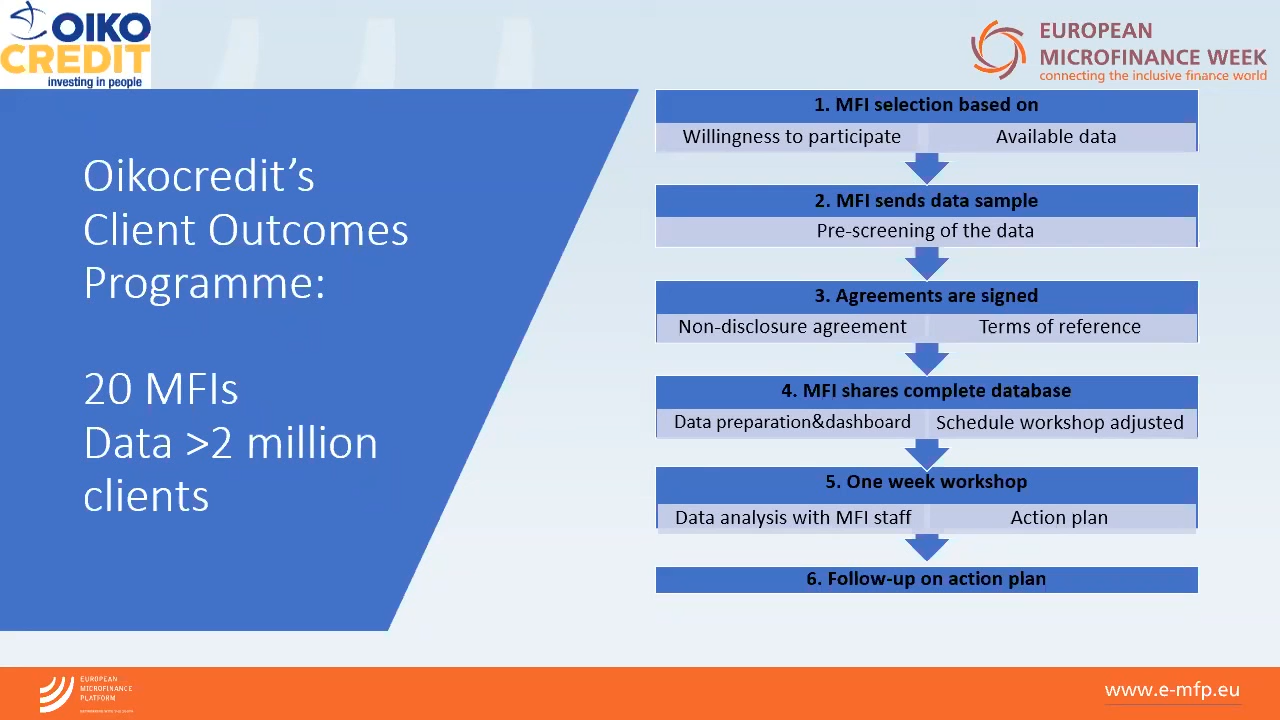 OIKO
CREDIT
investing in people
EUROPEAN
MICROFINANCE WEEK
connecting the inclusive finance world
Oikocredit’s
Client Outcomes
Programme:
20 MFIs
Data >2 million
clients
1. MFI selection based on
Willingness to participate Available data
2. MFI sends data sample
Pre-screening of the data
3. Agreements are signed
Non-disclosure agreement Terms of reference
4. MFI shares complete database
Data preparation&dashboard Schedule workshop adjusted
5. One week workshop
Data analysis with MFI staff Action plan
6. Follow-up on action plan
EUROPEAN
MICROFINANCE
PLATFORM
www.e-mfp.eu